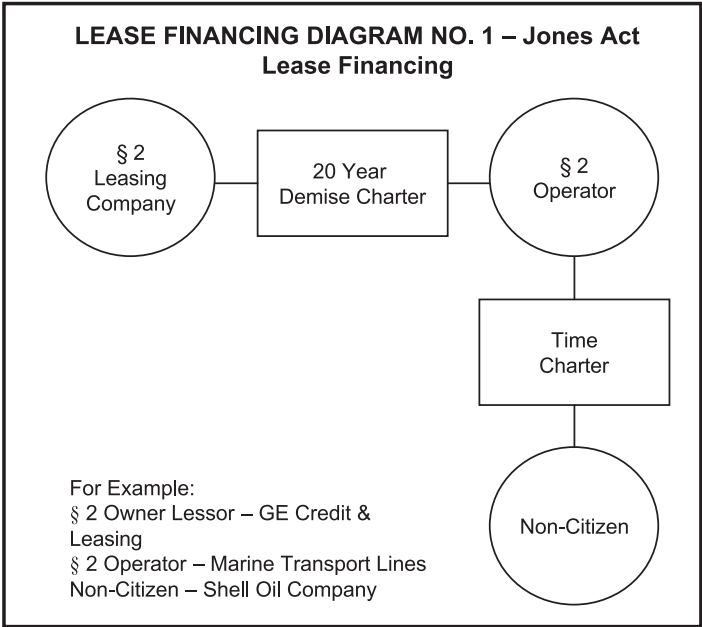 LEASE FINANCING DIAGRAM NO. 1 – Jones Act
Lease Financing
§ 2
Leasing
Company
20 Year
Demise Charter
§ 2
Operator
Time
Charter
Non-Citizen
For Example:
§ 2 Owner Lessor – GE Credit &
Leasing
§ 2 Operator – Marine Transport Lines
Non-Citizen – Shell Oil Company